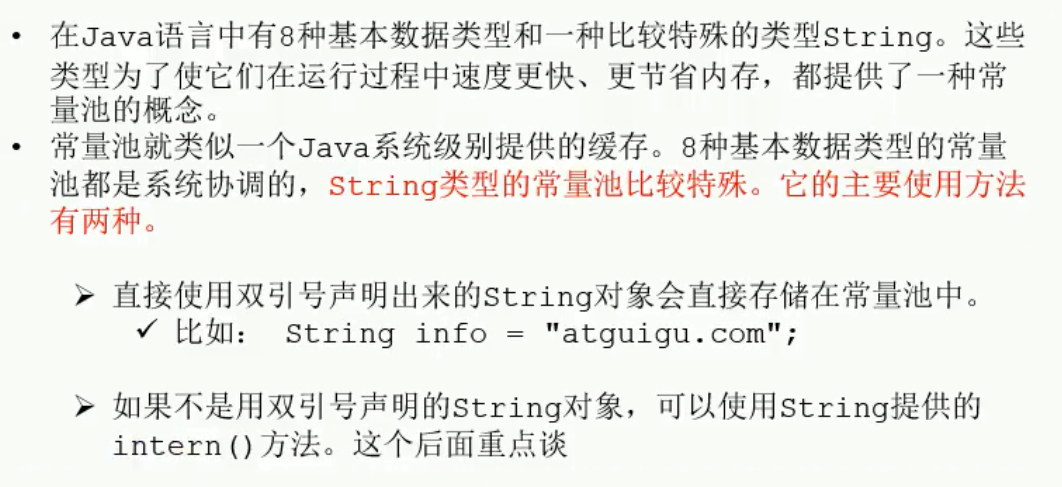 • 在Java语言中有8种基本数据类型和一种比较特殊的类型String。这些
类型为了使它们在运行过程中速度更快、更节省内存，都提供了一种常
量池的概念。
• 常量池就类似一个Java系统级别提供的缓存。8种基本数据类型的常量
池都是系统协调的，String类型的常量池比较特殊。它的主要使用方法
有两种。
➢ 直接使用双引号声明出来的String对象会直接存储在常量池中。
✓ 比如： String info = "atguigu.com";
➢ 如果不是用双引号声明的String对象，可以使用String提供的
intern()方法。这个后面重点谈